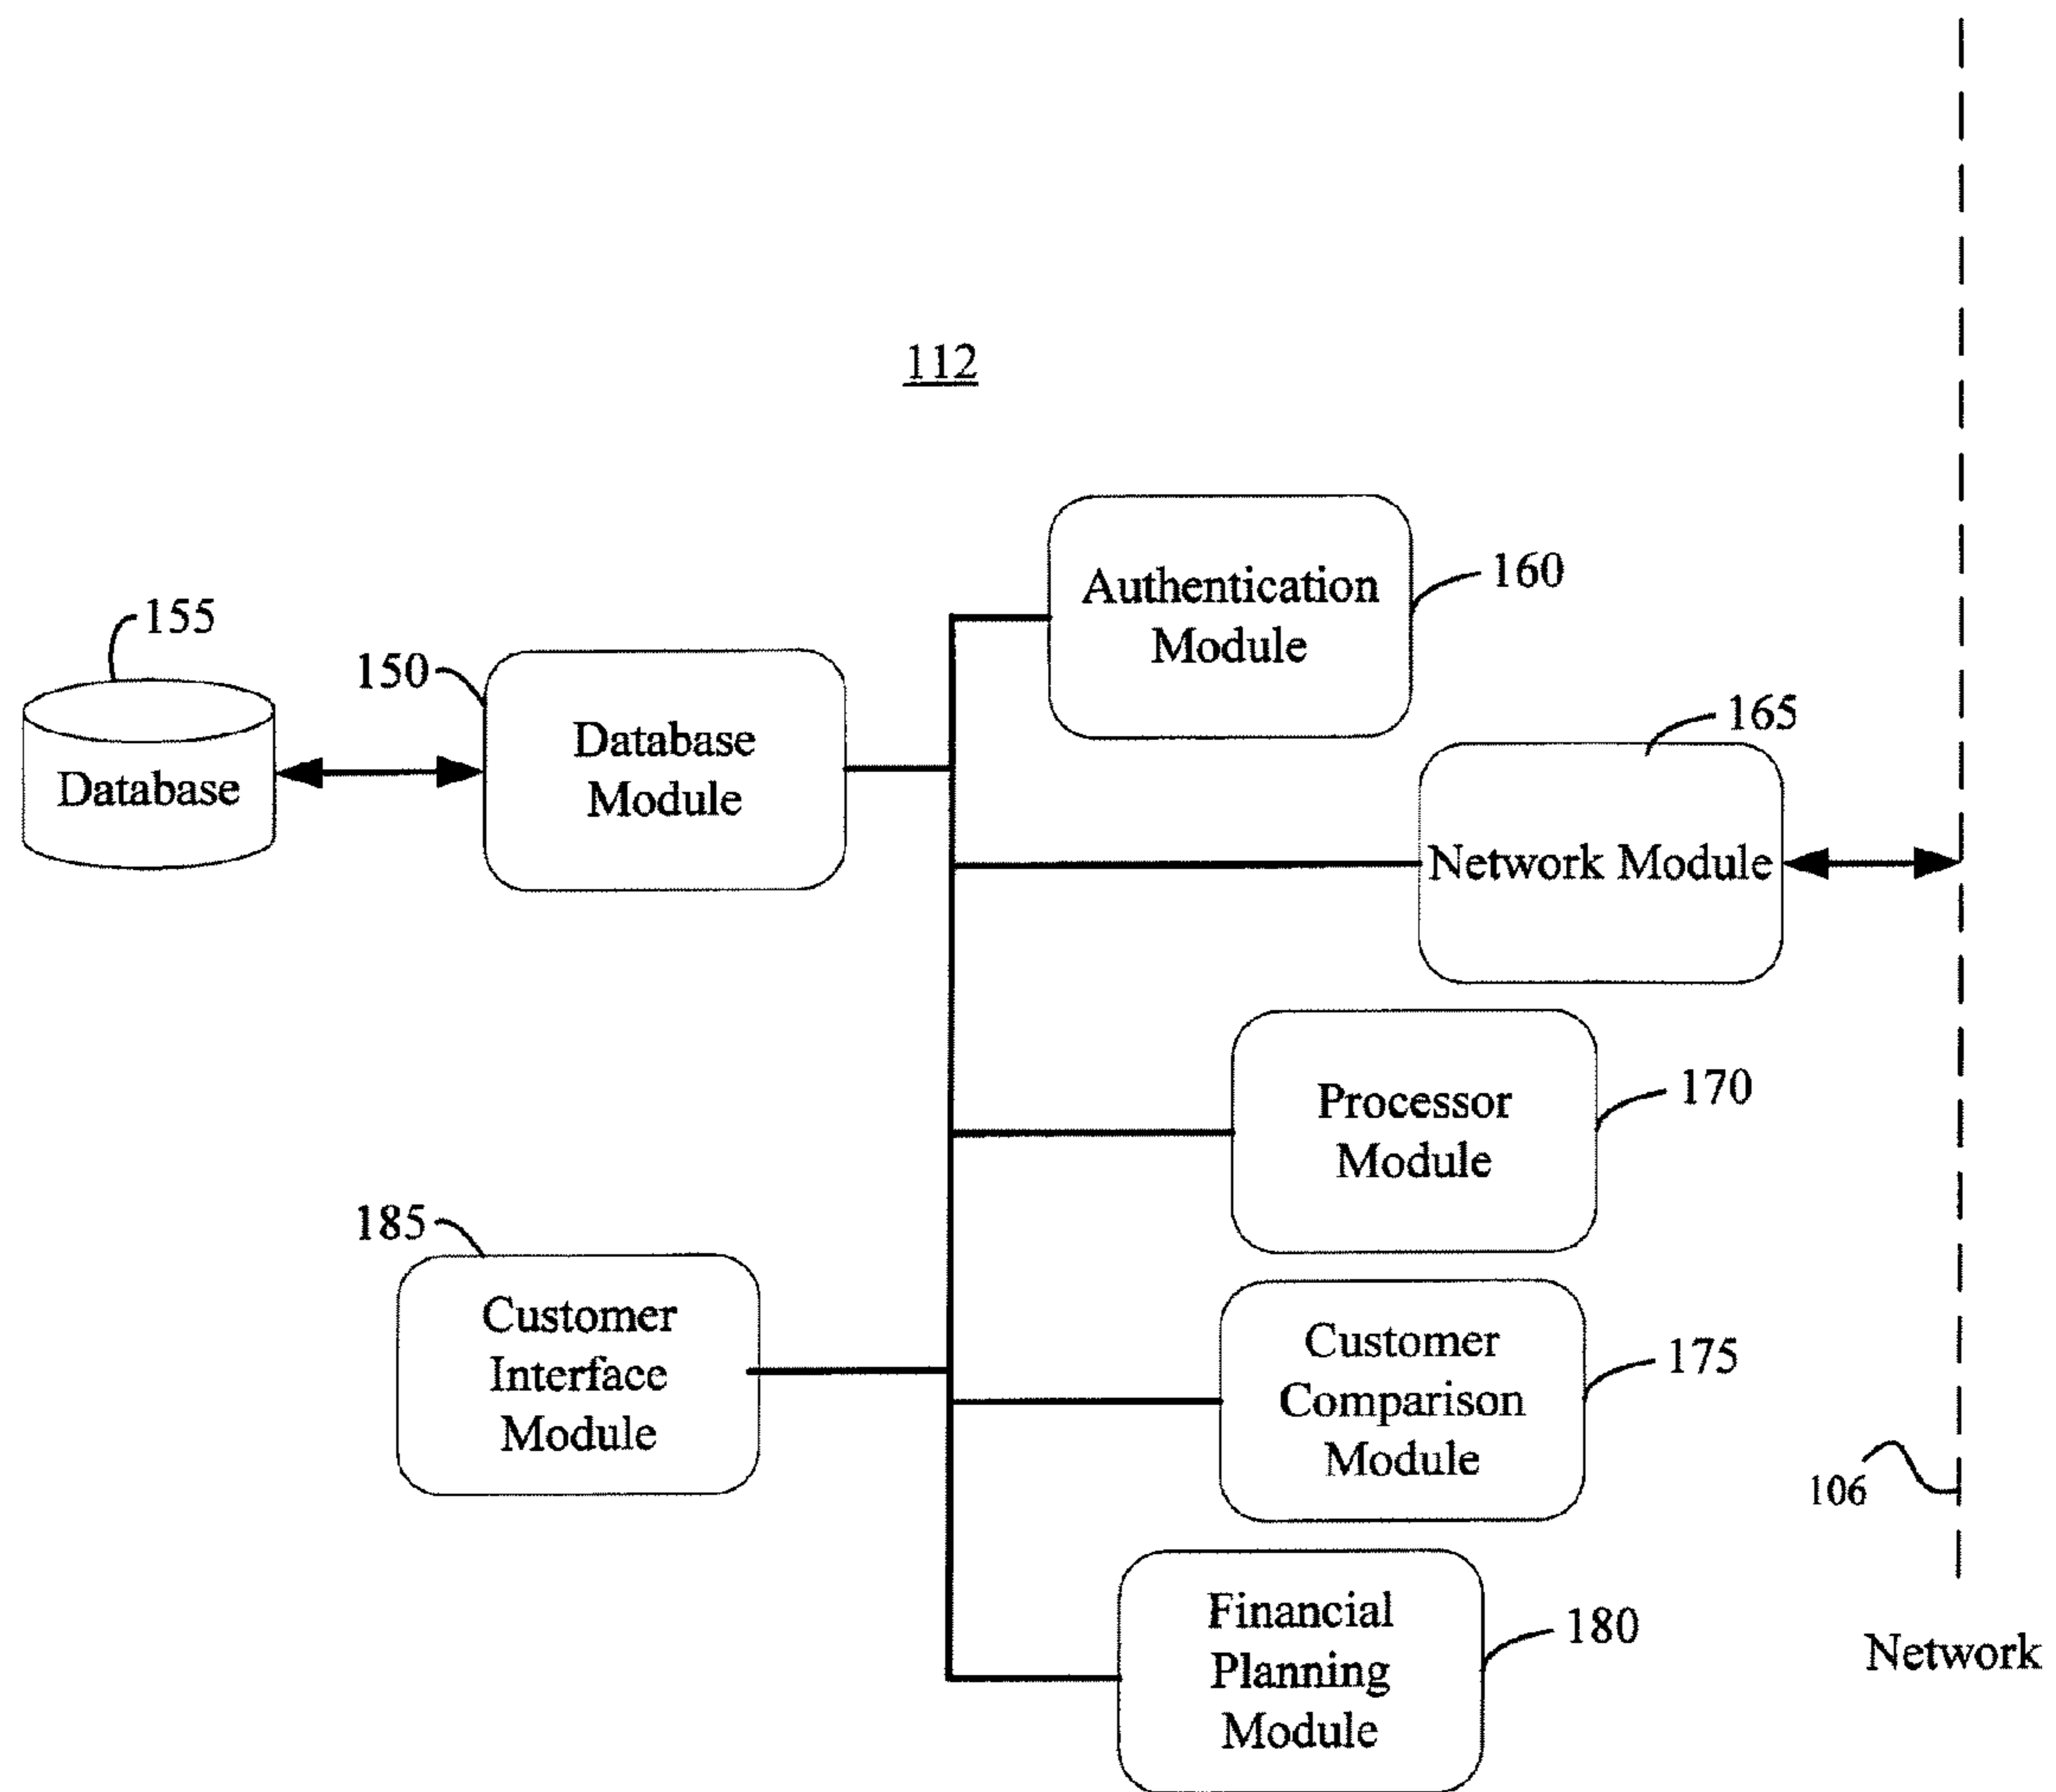 112
Authentication
Module
160
155
150
Database
Module
Database
165
Network Module
Processor
Module
170
185
Customer
Interface
Module
Customer
Comparison
Module
175
106
Financial
Planning
Module
180
Network